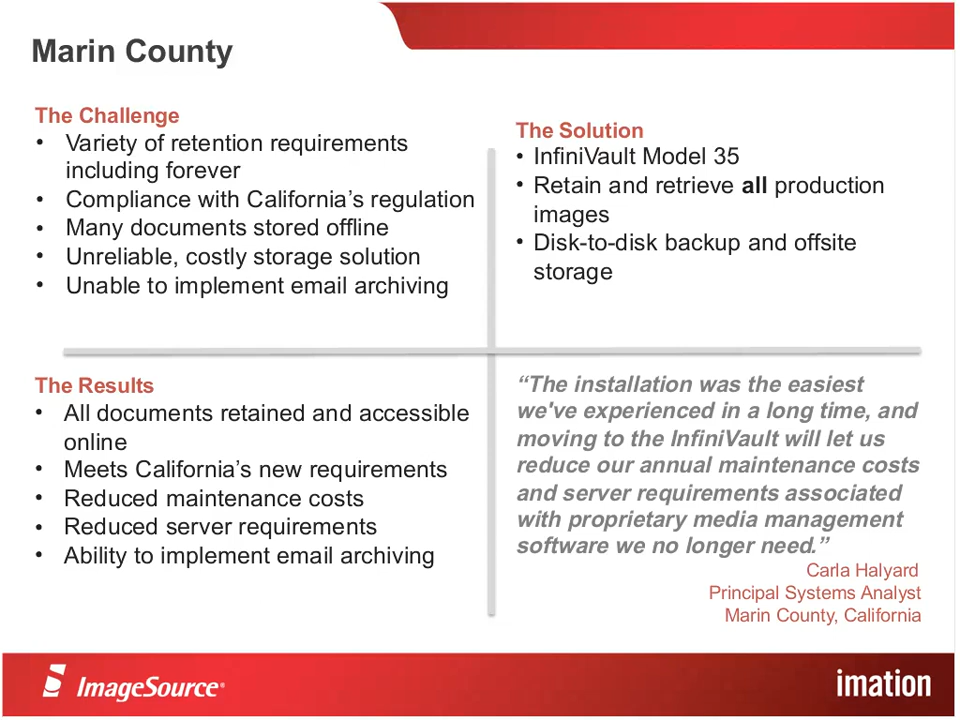 Marin County
The Challenge
• Variety of retention requirements
including forever
• Compliance with California’s regulation
• Many documents stored offline
• Unreliable, costly storage solution
• Unable to implement email archiving
The Solution
• InfiniVault Model 35
• Retain and retrieve all production
images
• Disk-to-disk backup and offsite
storage
The Results
• All documents retained and accessible
online
• Meets California’s new requirements
• Reduced maintenance costs
• Reduced server requirements
• Ability to implement email archiving
“The installation was the easiest
we've experienced in a long time, and
moving to the InfiniVault will let us
reduce our annual maintenance costs
and server requirements associated
with proprietary media management
software we no longer need.”
Carla Halyard
Principal Systems Analyst
Marin County, California
ImageSource®
imation